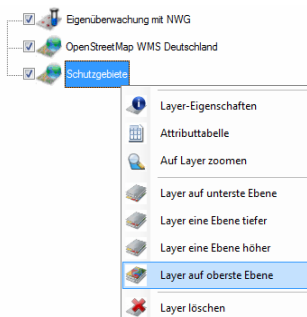 Eigenüberwachung mit NWG
OpenStreetMap WMS Deutschland
Schutzgebiete
Layer-Eigenschaften
Attributtabelle
Auf Layer zoomen
Layer auf unterste Ebene
Layer eine Ebene tiefer
Layer eine Ebene höher
Layer auf oberste Ebene
Layer löschen